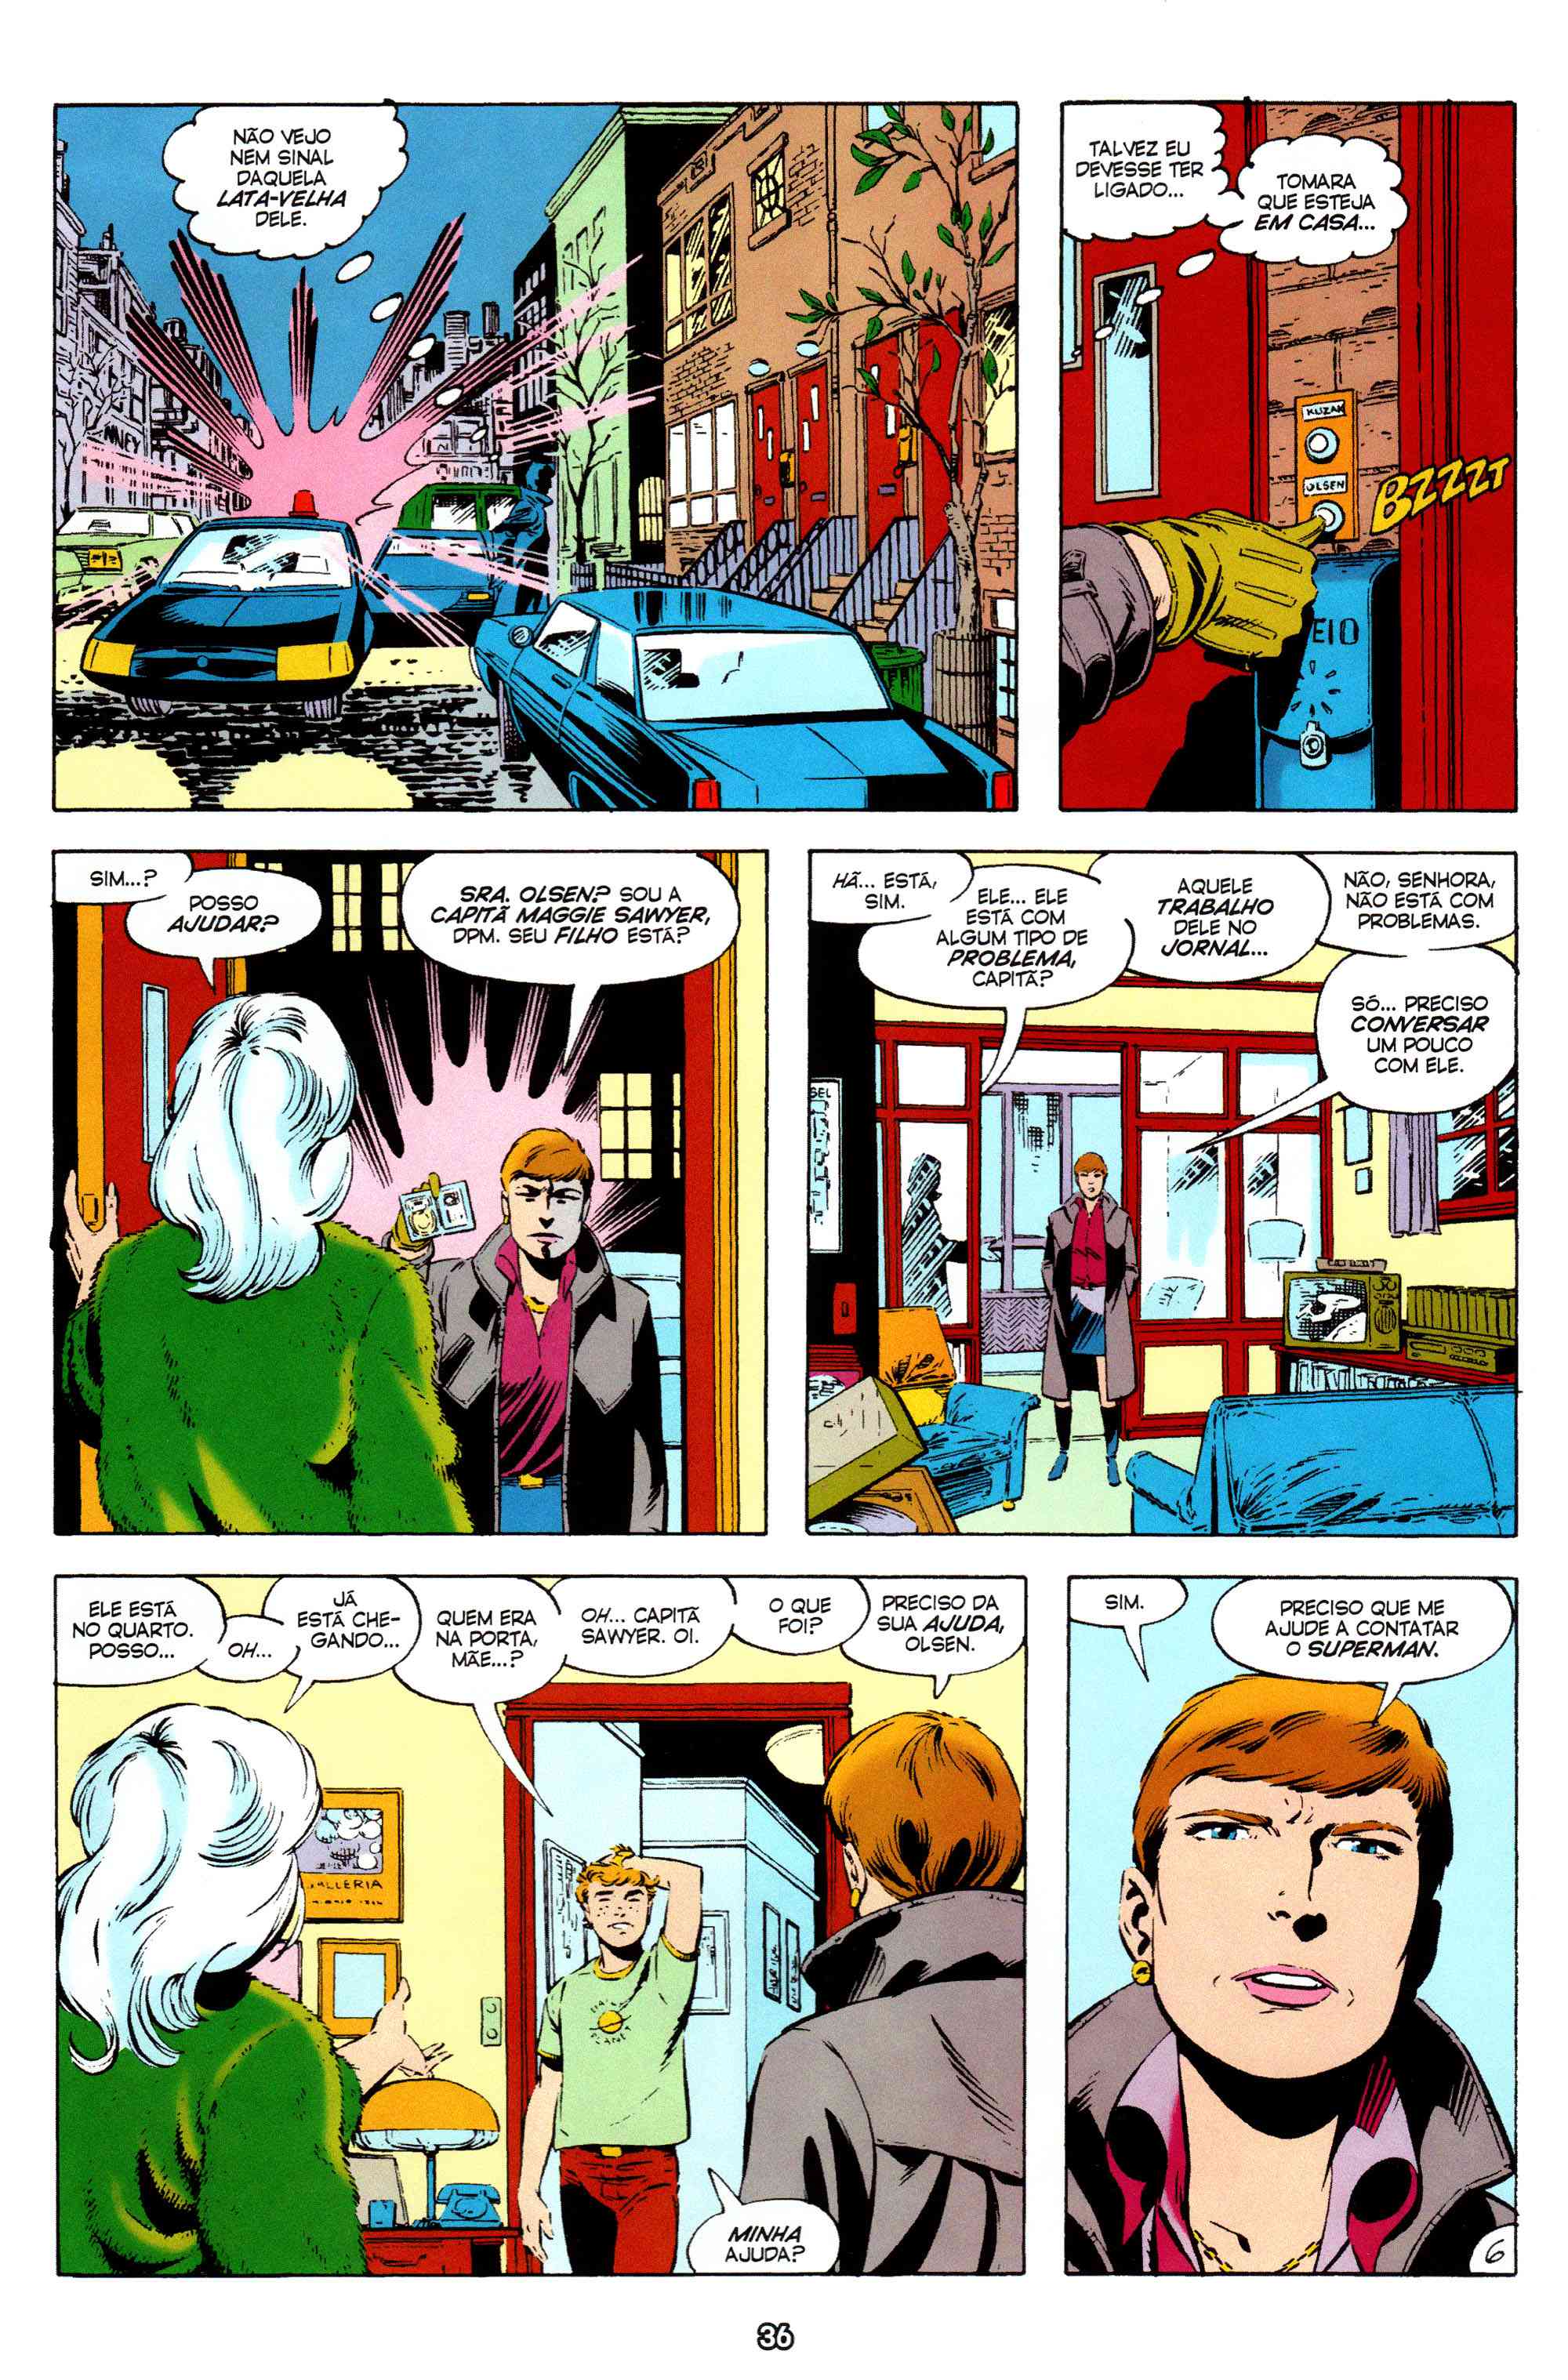 NÃO VEJO
NEM SINAL
DAQUELA
LATA-VELHA
DELE.
NNEY
TALVEZ EU
DEVESSE TER
LIGADO...
TOMARA
QUE ESTEJA
EM CASA...
KUZAK
OLSEN
BZZZT
EIO
SIM...?
POSSO
AJUDAR?
SRA. OLSEN? SOU A
CAPITÃ MAGGIE SAWYER,
DPM. SEU FILHO ESTÁ?
HÃ... ESTÁ,
SIM.
ELE... ELE
ESTÁ COM
ALGUM TIPO DE
PROBLEMA,
CAPITÃ?
AQUELE
TRABALHO
DELE NO
JORNAL...
NÃO, SENHORA,
NÃO ESTÁ COM
PROBLEMAS.
SÓ... PRECISO
CONVERSAR
UM POUCO
COM ELE.
SEL
ELE ESTÁ
NO QUARTO.
POSSO...
OH...
JÁ
ESTÁ CHE-
GANDO...
QUEM ERA
NA PORTA,
MÃE...?
OH... CAPITÃ
SAWYER. OI.
O QUE
FOI?
PRECISO DA
SUA AJUDA,
OLSEN.
ALLERIA
PLANET
MINHA
AJUDA?
SIM.
PRECISO QUE ME
AJUDE A CONTATAR
O SUPERMAN.
6
36